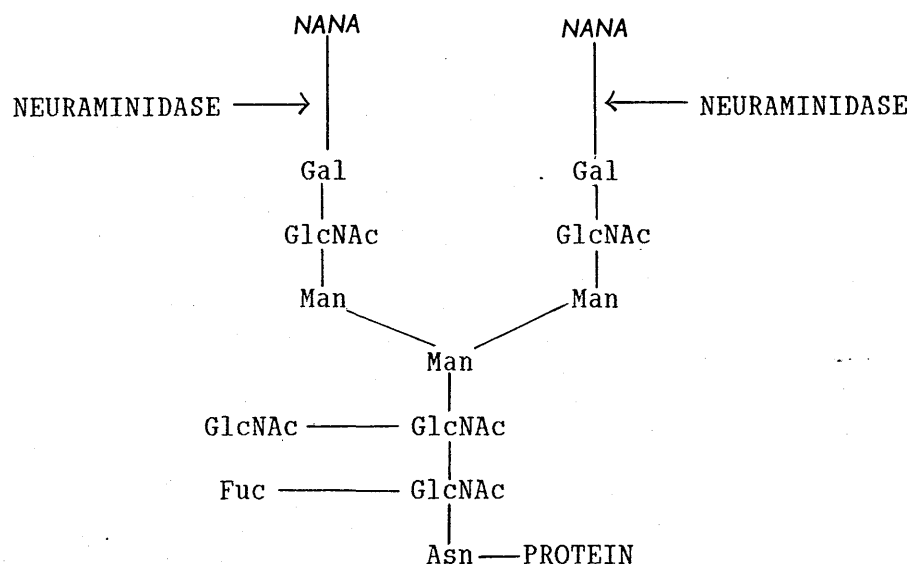 NANA NANA
NEURAMINIDASE NEURAMINIDASE
Gal Gal
GlcNAc GlcNAc
Man Man
Man
GlcNAc GlcNAc
Fuc GlcNAc
Asn PROTEIN